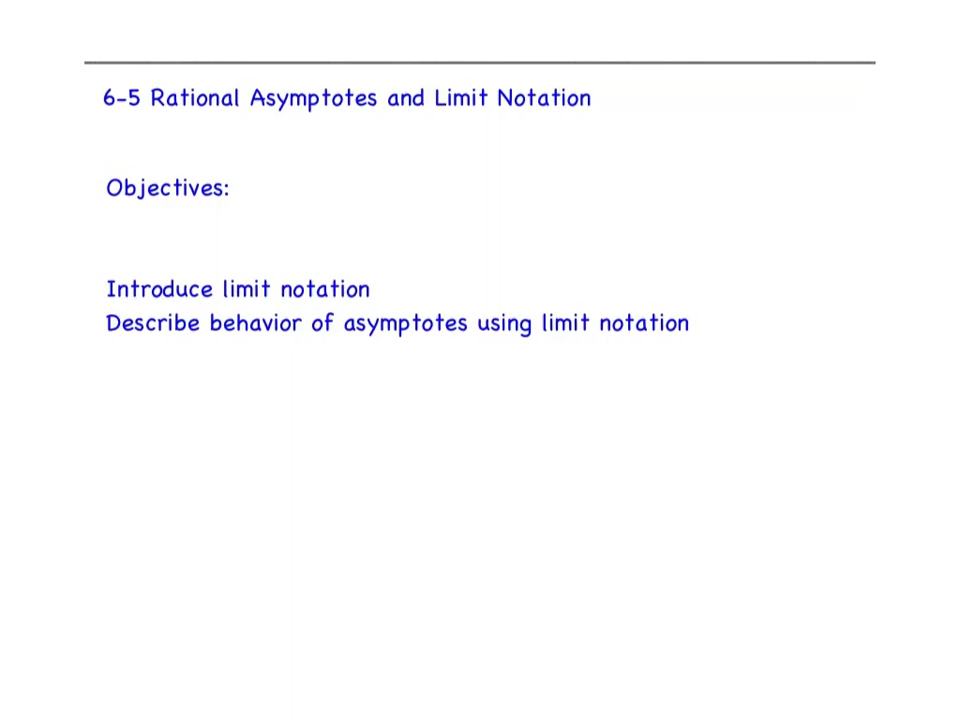 6-5 Rational Asymptotes and Limit Notation
Objectives:
Introduce limit notation
Describe behavior of asymptotes using limit notation